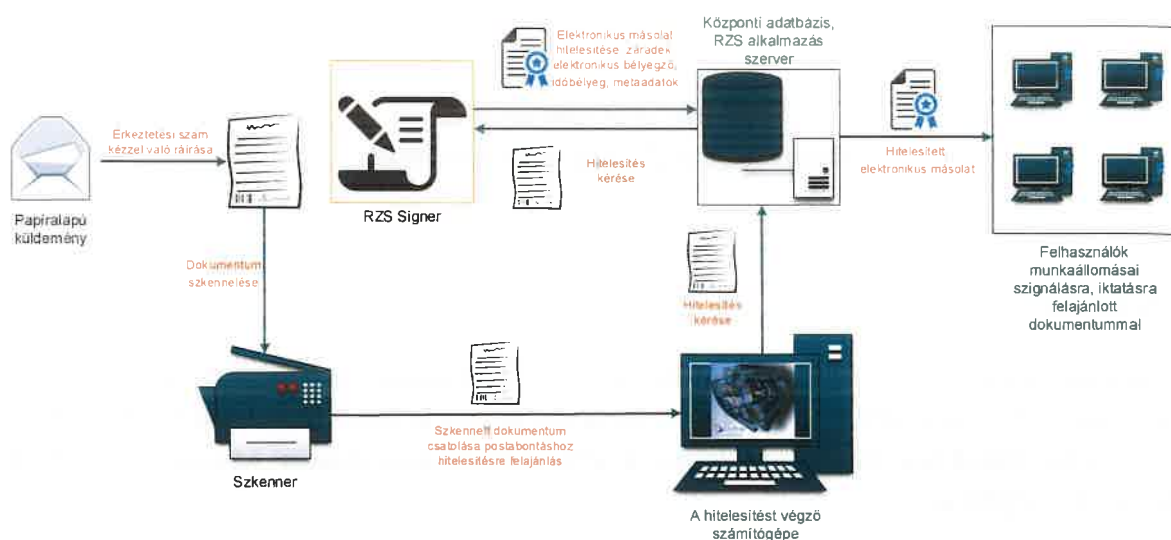 Papíralapú
küldemény
Érkeztetési szám
kézzel való ráírása
Dokumentum
szkennelése
Szkenner
Szkennelt dokumentum
csatolása postabontáshoz
hitelesítésre felajánlás
A hitelesítést végző
számítógépe
Hitelesítés
kérése
Központi adatbázis,
RZS alkalmazás
szerver
Hitelesítés
kérése
RZS Signer
Elektronikus másolat
hitelesítése záradék
elektronikus bélyegző,
időbélyeg, metaadatok
Hitelesített
elektronikus másolat
Felhasználók
munkaállomásai
szignálásra, iktatásra
felajánlott
dokumentummal